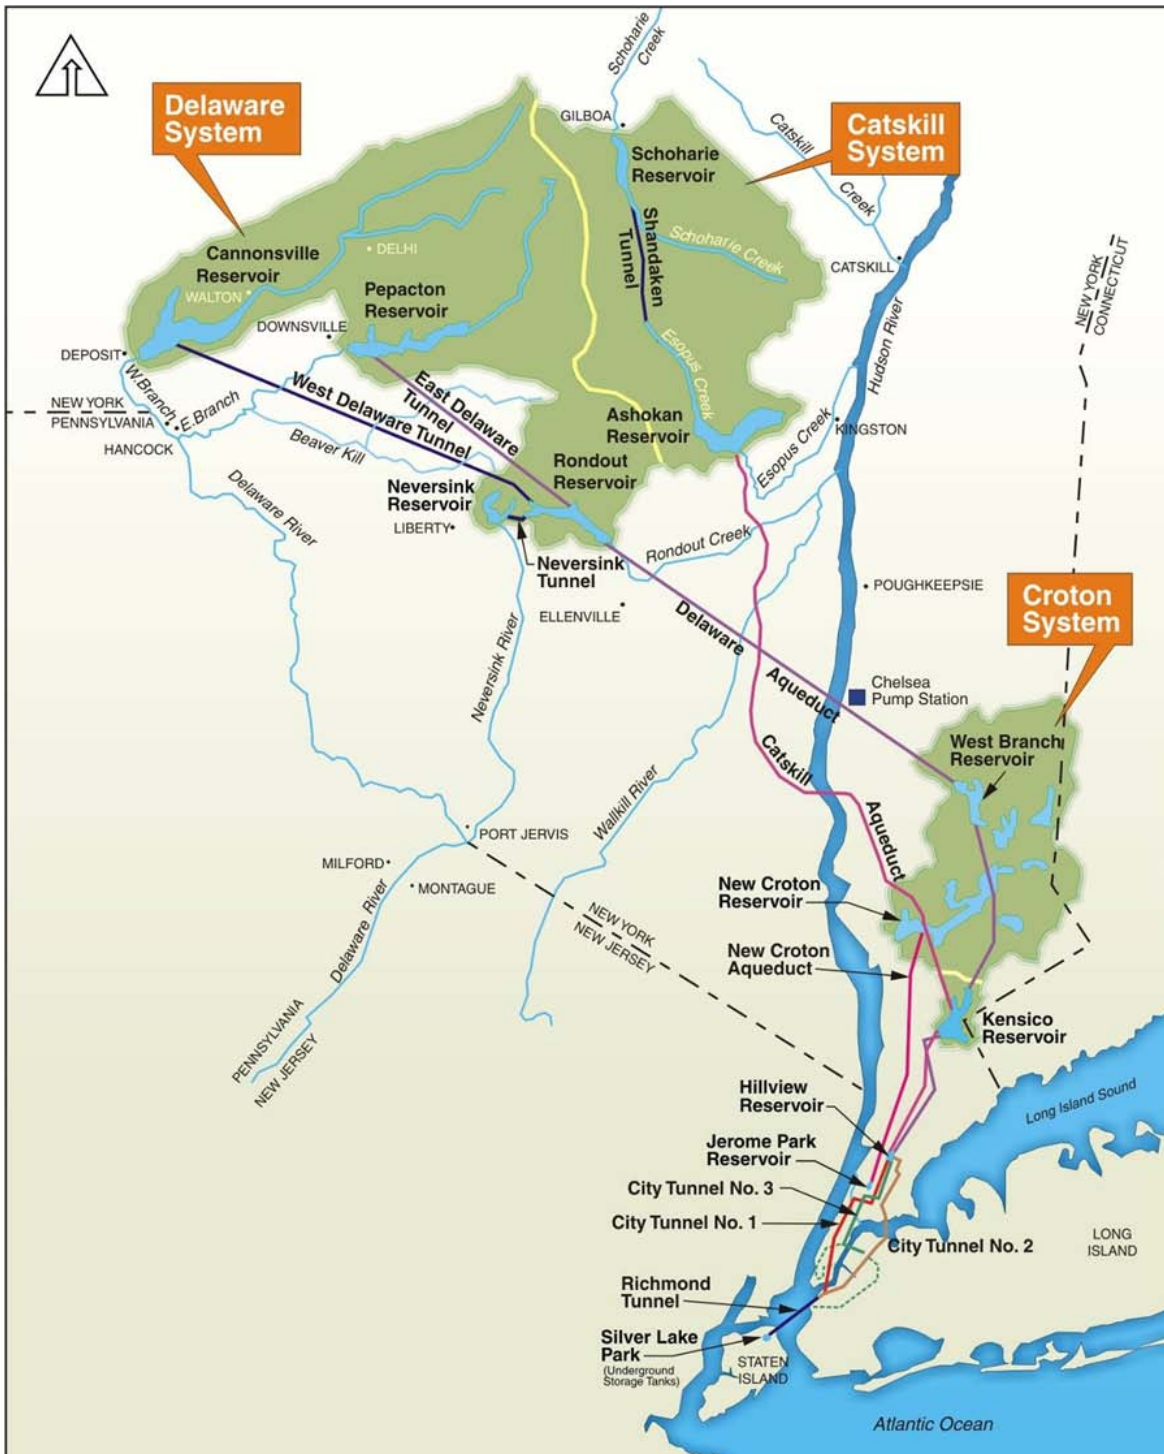 Schoharie
Creek
Delaware
System
GILBOA
Catskill
Creek
Catskill
System
Schoharie
Reservoir
Shandaken
Tunnel
Schoharie Creek
Cannonsville
Reservoir
DELHI
WALTON
Pepacton
Reservoir
DOWNSVILLE
DEPOSIT
CATSKILL
NEW YORK
CONNECTICUT
Hudson River
Esopus Creek
W.Branch
E.Branch
NEW YORK
PENNSYLVANIA
HANCOCK
West Delaware Tunnel
East Delaware
Tunnel
Beaver Kill
Ashokan
Reservoir
Rondout
Reservoir
Esopus Creek
KINGSTON
Neversink
Reservoir
LIBERTY
Delaware River
Neversink
Tunnel
Rondout Creek
ELLENVILLE
POUGHKEEPSIE
Croton
System
Delaware
Aqueduct
Neversink River
Chelsea
Pump Station
West Branch
Reservoir
Catskill
Aqueduct
Wallkill River
PORT JERVIS
MILFORD
MONTAGUE
Delaware River
NEW YORK
NEW JERSEY
New Croton
Reservoir
New Croton
Aqueduct
PENNSYLVANIA
NEW JERSEY
Kensico
Reservoir
Hillview
Reservoir
Long Island Sound
Jerome Park
Reservoir
City Tunnel No. 3
City Tunnel No. 1
City Tunnel No. 2
LONG
ISLAND
Richmond
Tunnel
Silver Lake
Park
(Underground
Storage Tanks)
STATEN
ISLAND
Atlantic Ocean